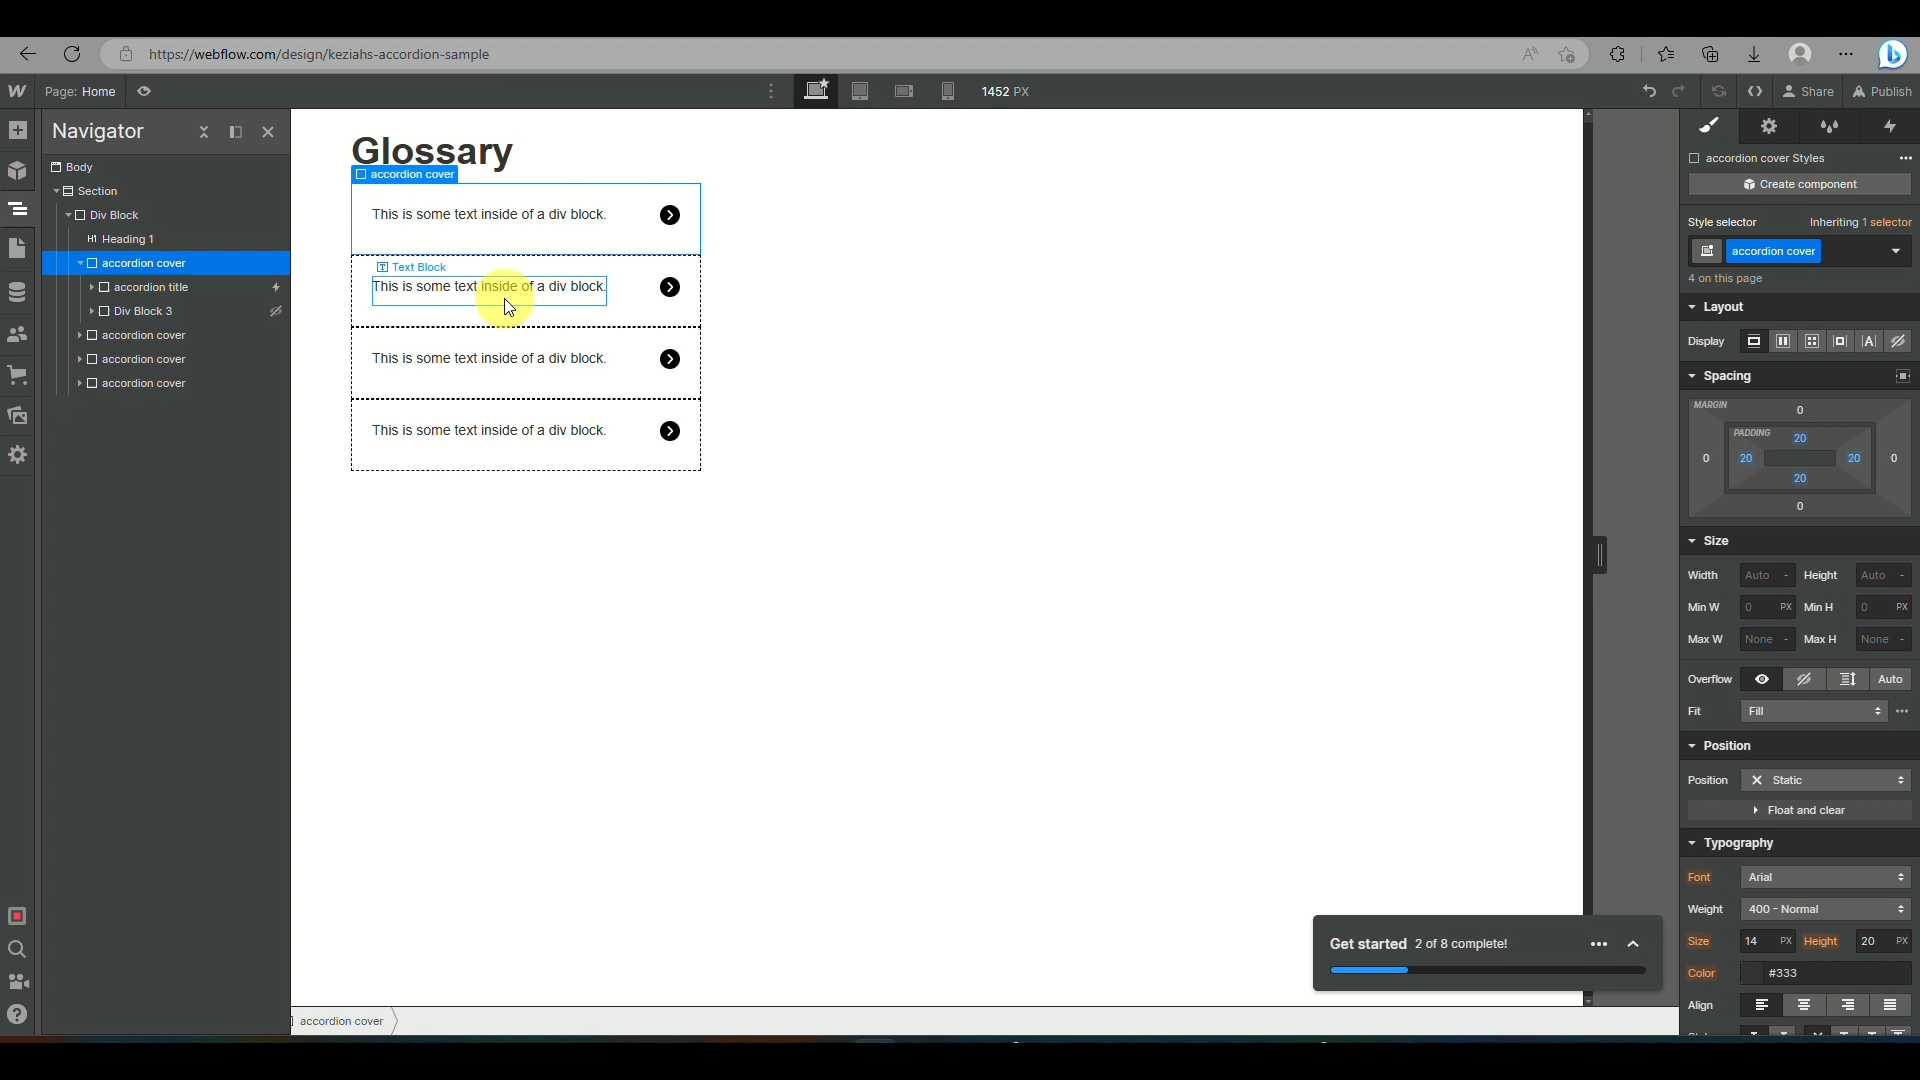 https://webflow.com/design/keziahs-accordion-sample
Page: Home
1452 PX
Share
Publish
Navigator
Body
Section
Div Block
H1 Heading 1
accordion cover
accordion title
Div Block 3
accordion cover
accordion cover
accordion cover
Glossary
accordion cover
This is some text inside of a div block.
Text Block
This is some text inside of a div block.
This is some text inside of a div block.
This is some text inside of a div block.
Get started 2 of 8 complete!
accordion cover
accordion cover Styles
Create component
Style selector Inheriting 1 selector
accordion cover
4 on this page
Layout
Display
Spacing
MARGIN
0
PADDING
20
0 20 20 0
20
0
Size
Width Auto - Height Auto -
Min W 0 PX Min H 0 PX
Max W None - Max H None -
Overflow Auto
Fit Fill
Position
Position Static
Float and clear
Typography
Font Arial
Weight 400 - Normal
Size 14 PX Height 20 PX
Color #333
Align